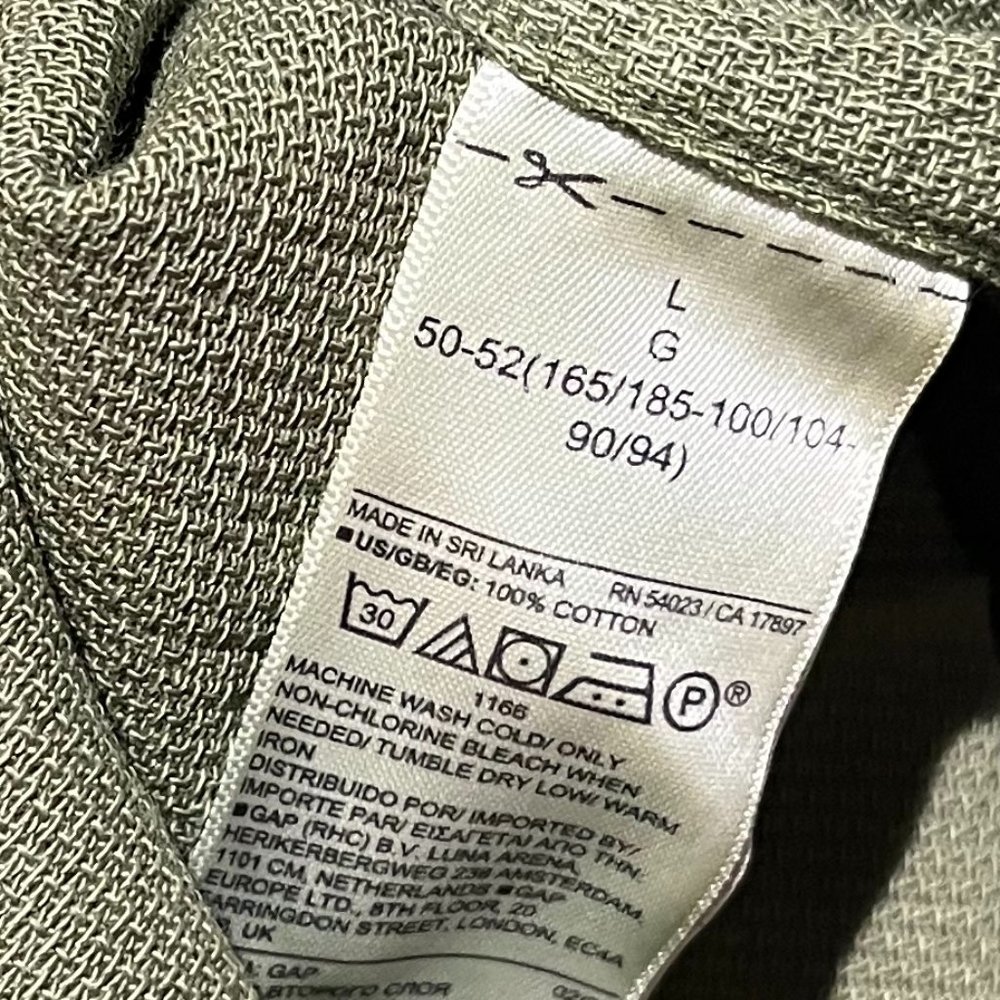 L
G
50-52(165/185-100/104-
90/94)
MADE IN SRI LANKA RN 54023 / CA 17897
■ US/GB/EG: 100% COTTON
30 P ®
1166
MACHINE WASH COLD/ ONLY
NON-CHLORINE BLEACH WHEN
NEEDED/ TUMBLE DRY LOW/ WARM
IRON
DISTRIBUIDO POR/ IMPORTED BY/
IMPORTE PAR/ ΕΙΣΑΓΕΤΑΙ ΑΠΟ ΤΗΝ:
■ GAP (RHC) B.V. LUNA ARENA,
HERIKERBERGWEG 238 AMSTERDAM,
1101 CM, NETHERLANDS ■ GAP
EUROPE LTD., 8TH FLOOR, 20
ARRINGDON STREET, LONDON, EC4A
UK
GAP
ВТОРОГО СЛОЯ